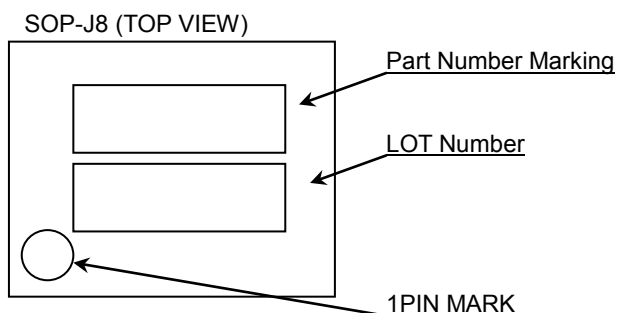 SOP-J8 (TOP VIEW)
Part Number Marking
LOT Number
1PIN MARK